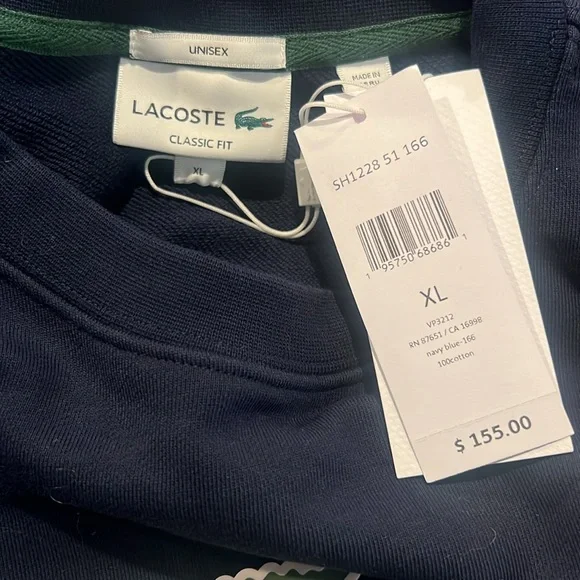 UNISEX
LACOSTE
CLASSIC FIT
XL
MADE IN
SH1228 51 166
1 95750 68686 1
XL
VP3212
RN 87651 / CA 16998
navy blue-166
100cotton
$ 155.00